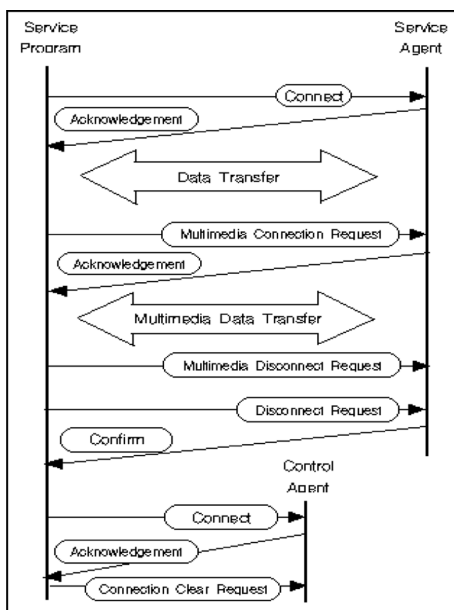 Service Program
Service Agent
Connect
Acknowledgement
Data Transfer
Multimedia Connection Request
Acknowledgement
Multimedia Data Transfer
Multimedia Disconnect Request
Disconnect Request
Confirm
Control Agent
Connect
Acknowledgement
Connection Clear Request